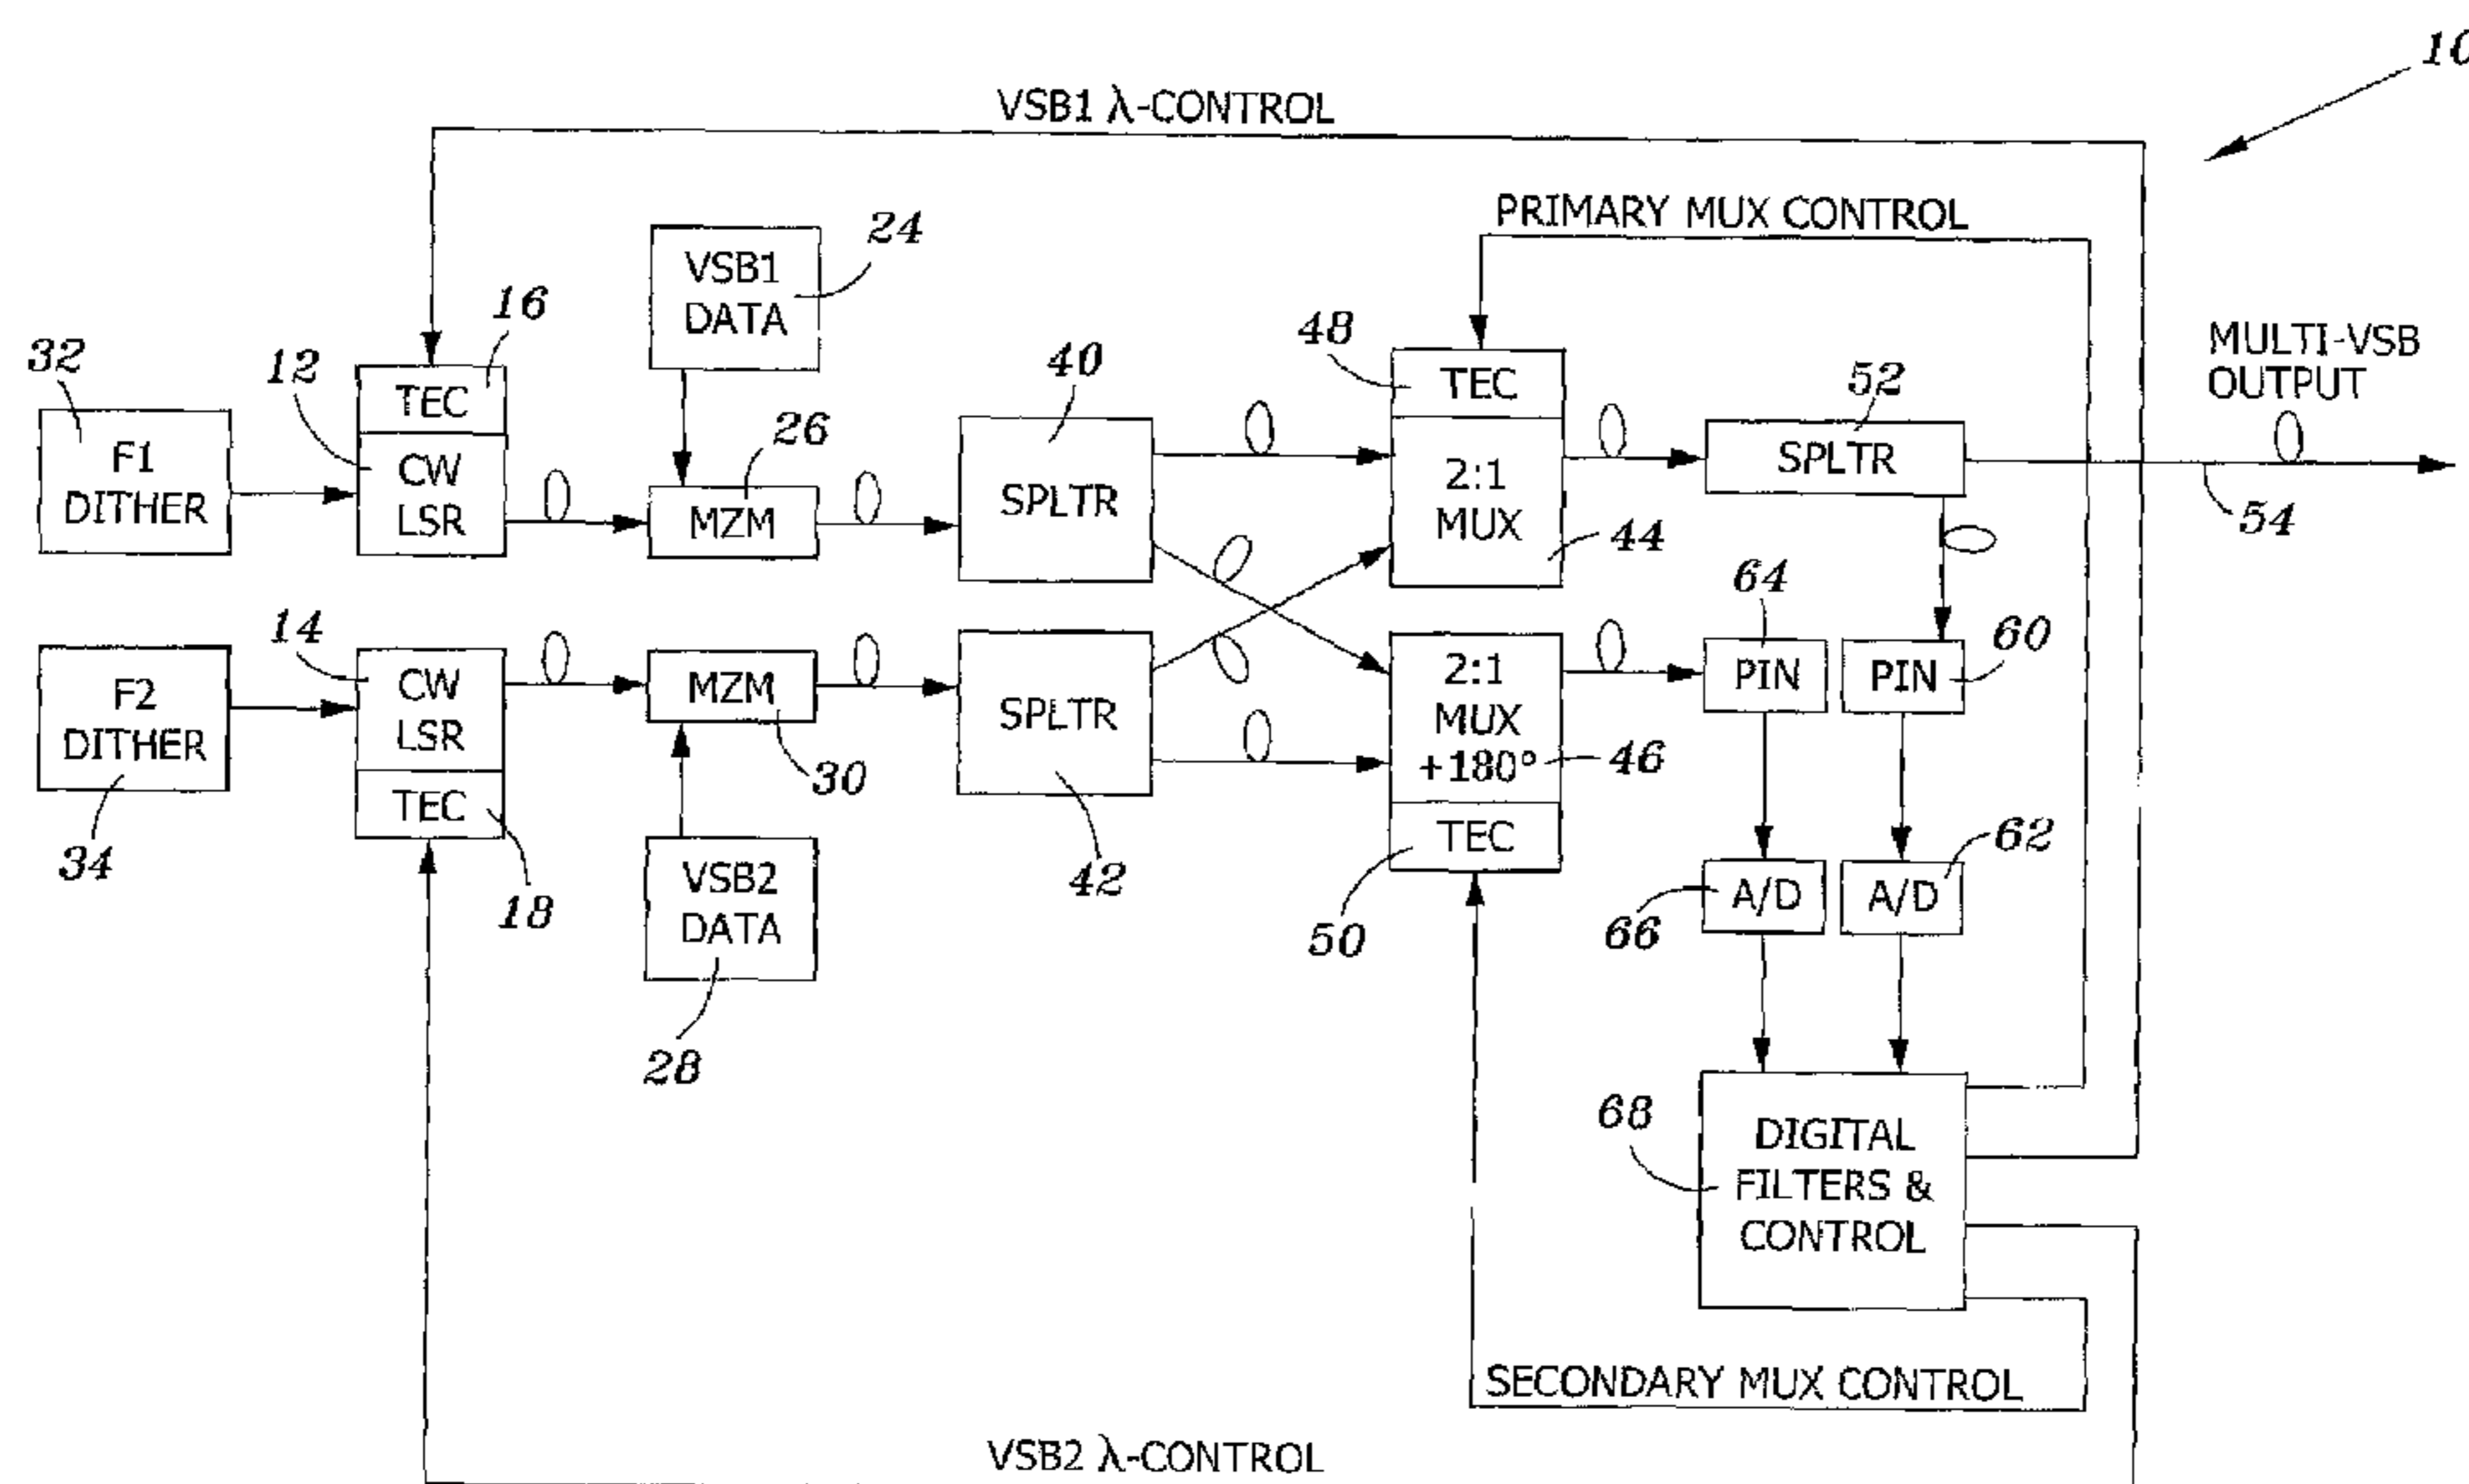 10
VSB1 λ-CONTROL
PRIMARY MUX CONTROL
24
VSB1
DATA
16
48
MULTI-VSB
OUTPUT
32
12
TEC
40
TEC
52
F1
DITHER
CW
LSR
26
MZM
SPLTR
2:1
MUX
44
SPLTR
54
64
14
60
F2
DITHER
CW
LSR
MZM
SPLTR
2:1
MUX
+180°
46
PIN
PIN
30
TEC
TEC
62
34
18
VSB2
DATA
42
50
66
A/D
A/D
28
68
DIGITAL
FILTERS &
CONTROL
SECONDARY MUX CONTROL
VSB2 λ-CONTROL